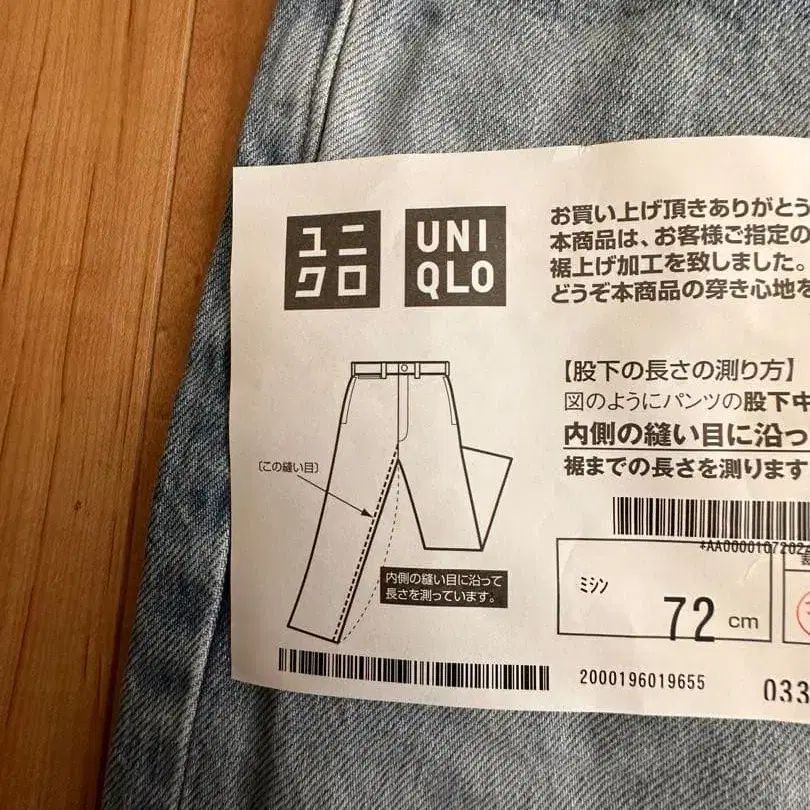 ユニ
クロ
UNI
QLO
お買い上げ頂きありがとう
本商品は、お客様ご指定の
裾上げ加工を致しました。
どうぞ本商品の穿き心地を
【股下の長さの測り方】
図のようにパンツの股下中
内側の縫い目に沿っ
裾までの長さを測ります
〔この縫い目〕
内側の縫い目に沿って
長さを測っています。
ミシン
72 cm
2000196019655
033